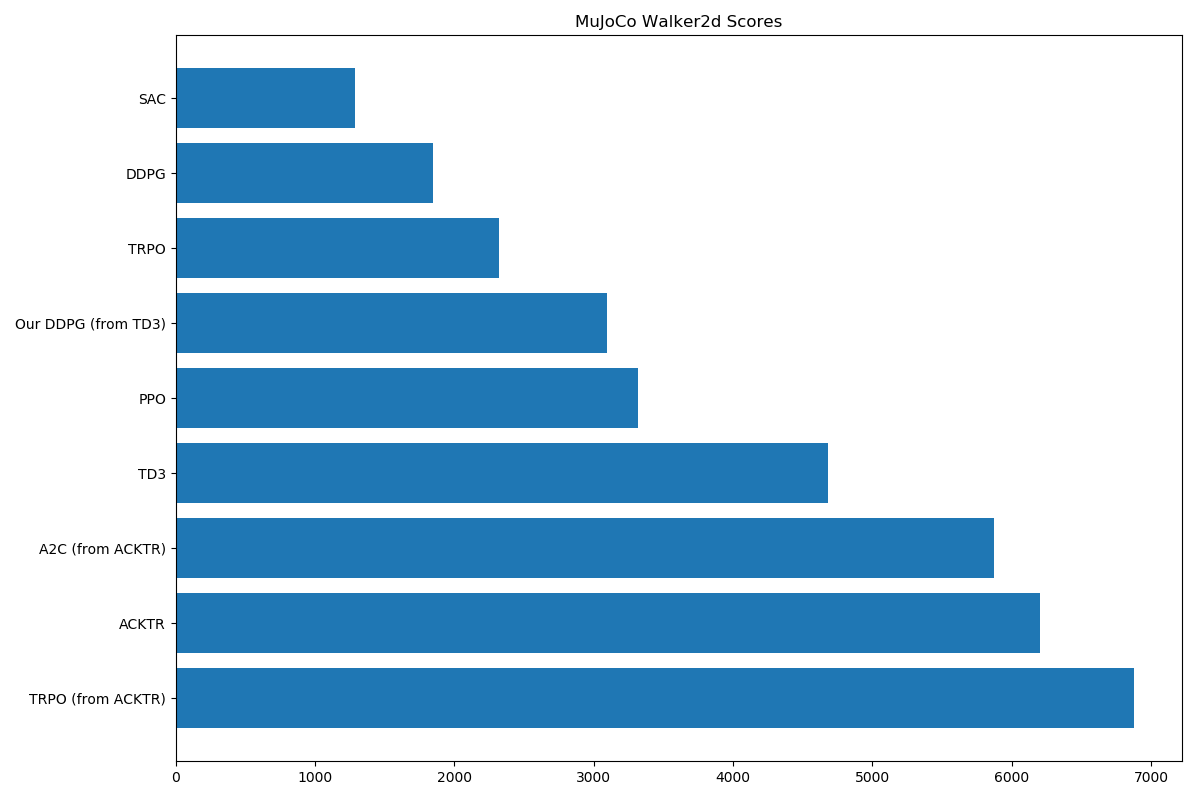 MuJoCo Walker2d Scores
SAC
DDPG
TRPO
Our DDPG (from TD3)
PPO
TD3
A2C (from ACKTR)
ACKTR
TRPO (from ACKTR)
0 1000 2000 3000 4000 5000 6000 7000